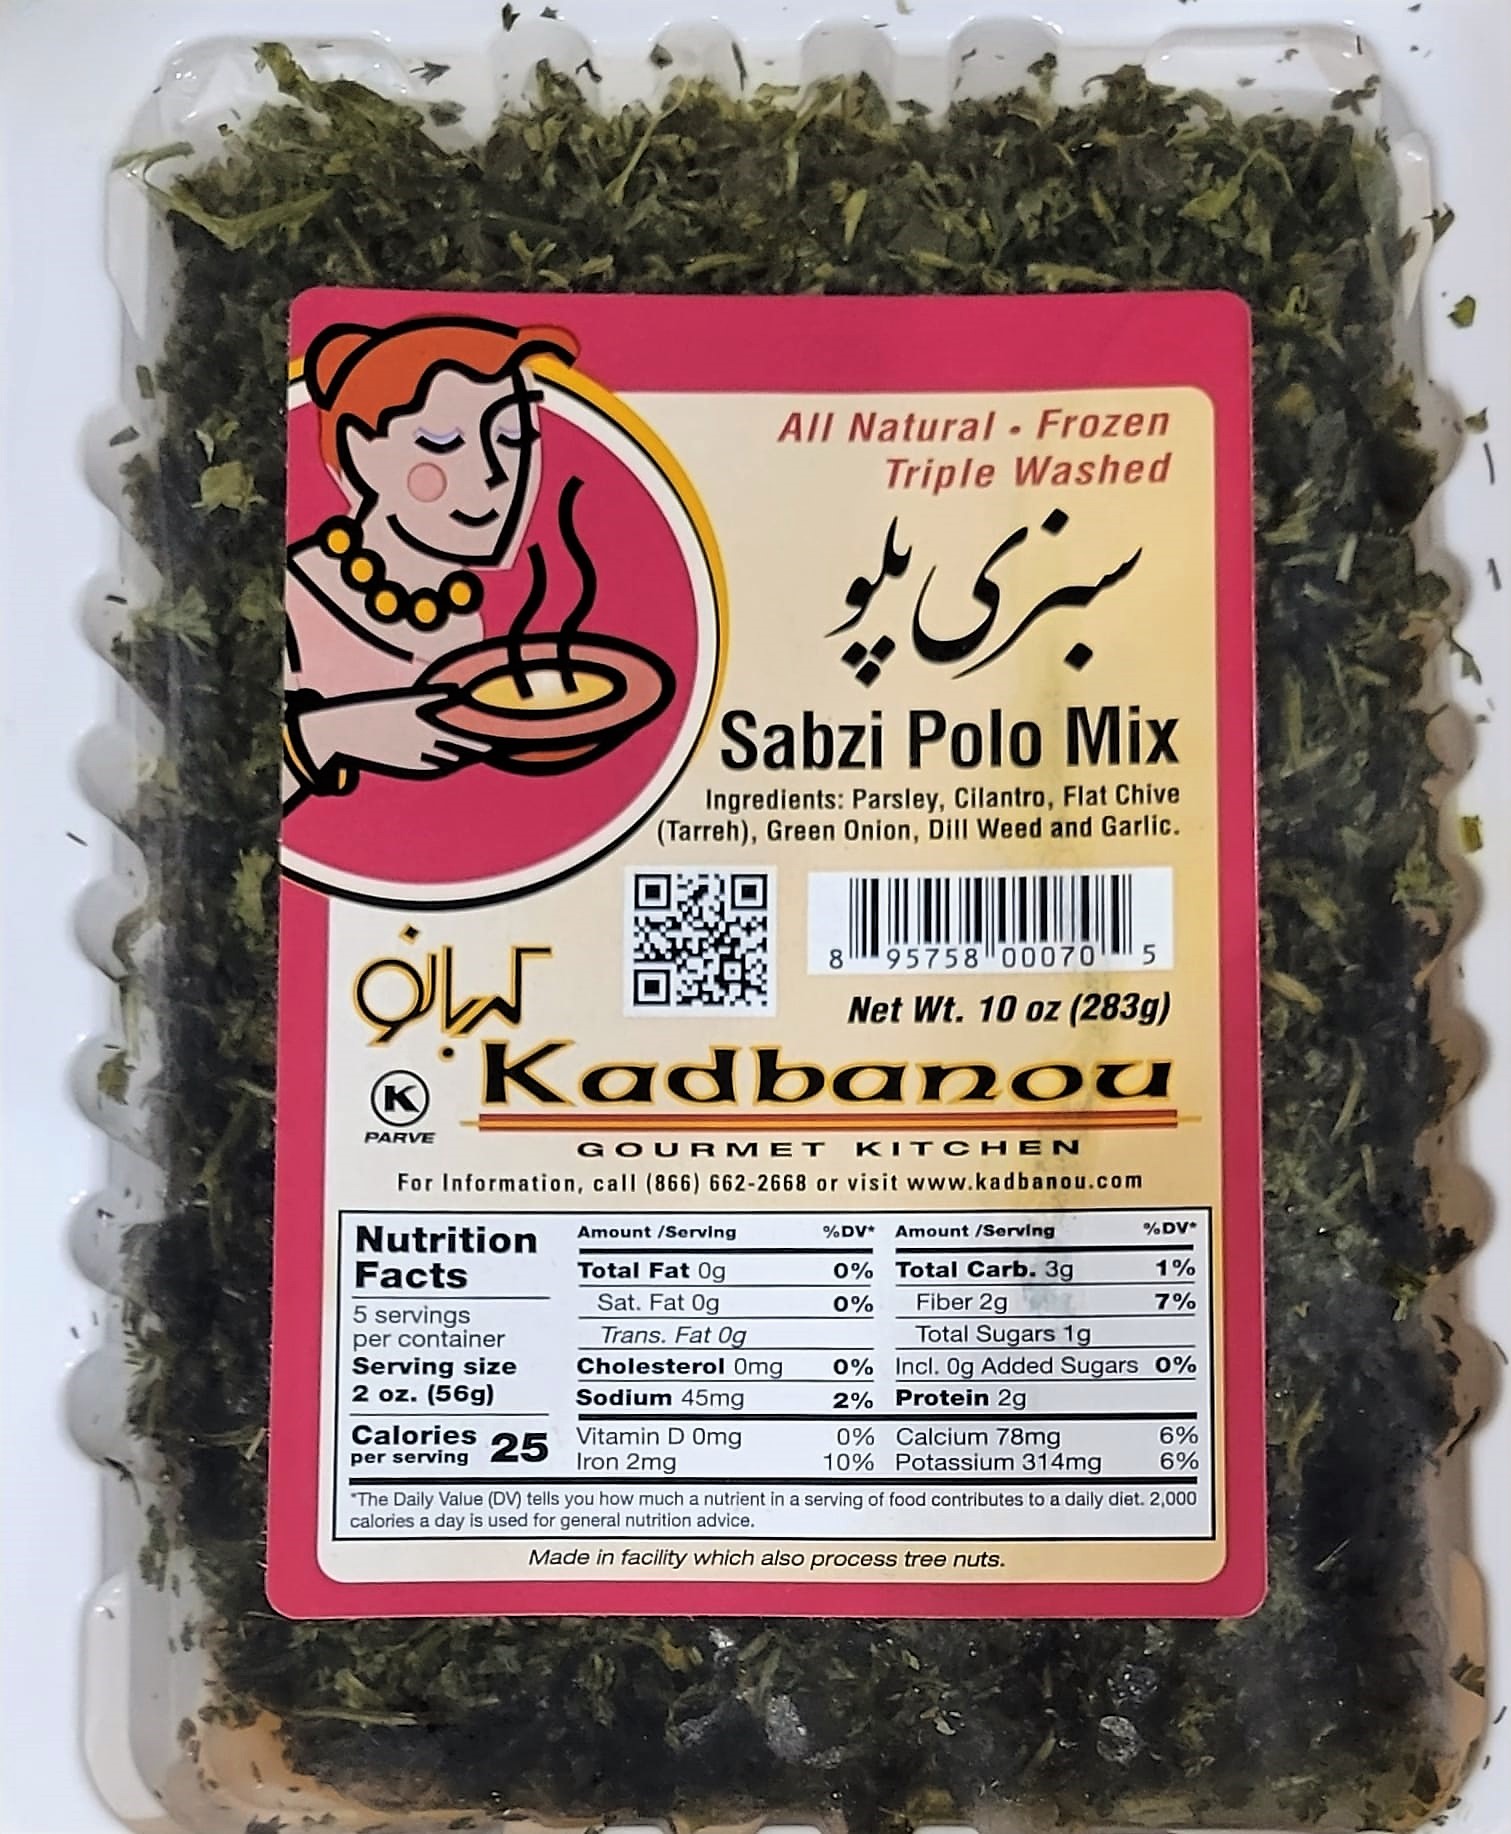 All Natural • Frozen
Triple Washed
سبزی پلو
Sabzi Polo Mix
Ingredients: Parsley, Cilantro, Flat Chive
(Tarreh), Green Onion, Dill Weed and Garlic.
8 95758 00070 5
Net Wt. 10 oz (283g)
کدبانو
Kadbanou
K
PARVE
GOURMET KITCHEN
For Information, call (866) 662-2668 or visit www.kadbanou.com
Nutrition
Facts
5 servings
per container
Serving size
2 oz. (56g)
Calories 25
per serving
Amount /Serving %DV*
Total Fat 0g 0%
Sat. Fat 0g 0%
Trans. Fat 0g
Cholesterol 0mg 0%
Sodium 45mg 2%
Vitamin D 0mg 0%
Iron 2mg 10%
Amount /Serving %DV*
Total Carb. 3g 1%
Fiber 2g 7%
Total Sugars 1g
Incl. 0g Added Sugars 0%
Protein 2g
Calcium 78mg 6%
Potassium 314mg 6%
*The Daily Value (DV) tells you how much a nutrient in a serving of food contributes to a daily diet. 2,000
calories a day is used for general nutrition advice.
Made in facility which also process tree nuts.